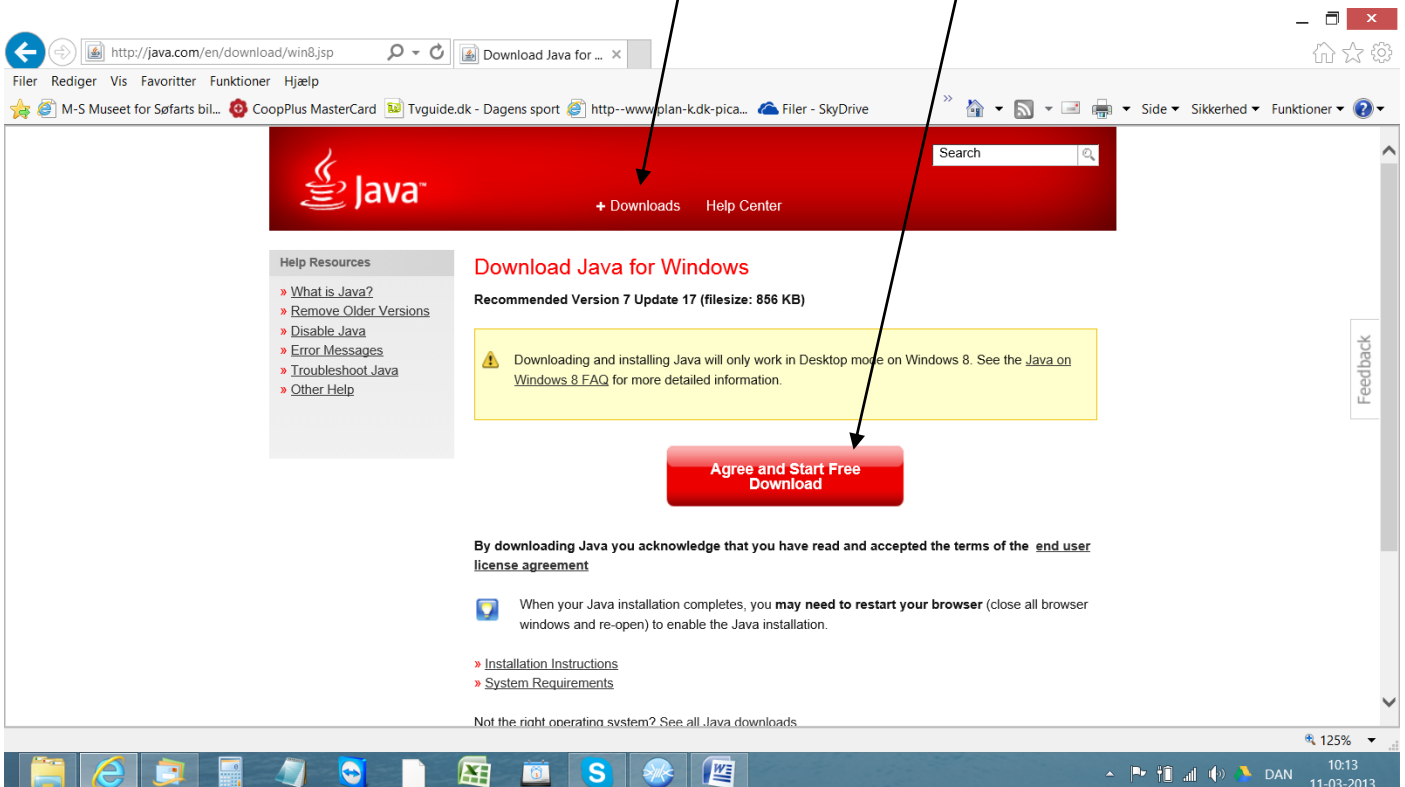 http://java.com/en/download/win8.jsp
Download Java for ...
Filer Rediger Vis Favoritter Funktioner Hjælp
M-S Museet for Søfarts bil... CoopPlus MasterCard Tvguide.dk - Dagens sport http--www.plan-k.dk-pica... Filer - SkyDrive Side Sikkerhed Funktioner
Search
Java™
+ Downloads Help Center
Help Resources
» What is Java?
» Remove Older Versions
» Disable Java
» Error Messages
» Troubleshoot Java
» Other Help
Download Java for Windows
Recommended Version 7 Update 17 (filesize: 856 KB)
Downloading and installing Java will only work in Desktop mode on Windows 8. See the Java on
Windows 8 FAQ for more detailed information.
Agree and Start Free
Download
By downloading Java you acknowledge that you have read and accepted the terms of the end user
license agreement
When your Java installation completes, you may need to restart your browser (close all browser
windows and re-open) to enable the Java installation.
» Installation Instructions
» System Requirements
Not the right operating system? See all Java downloads
Feedback
125%
DAN
10:13
11-03-2013